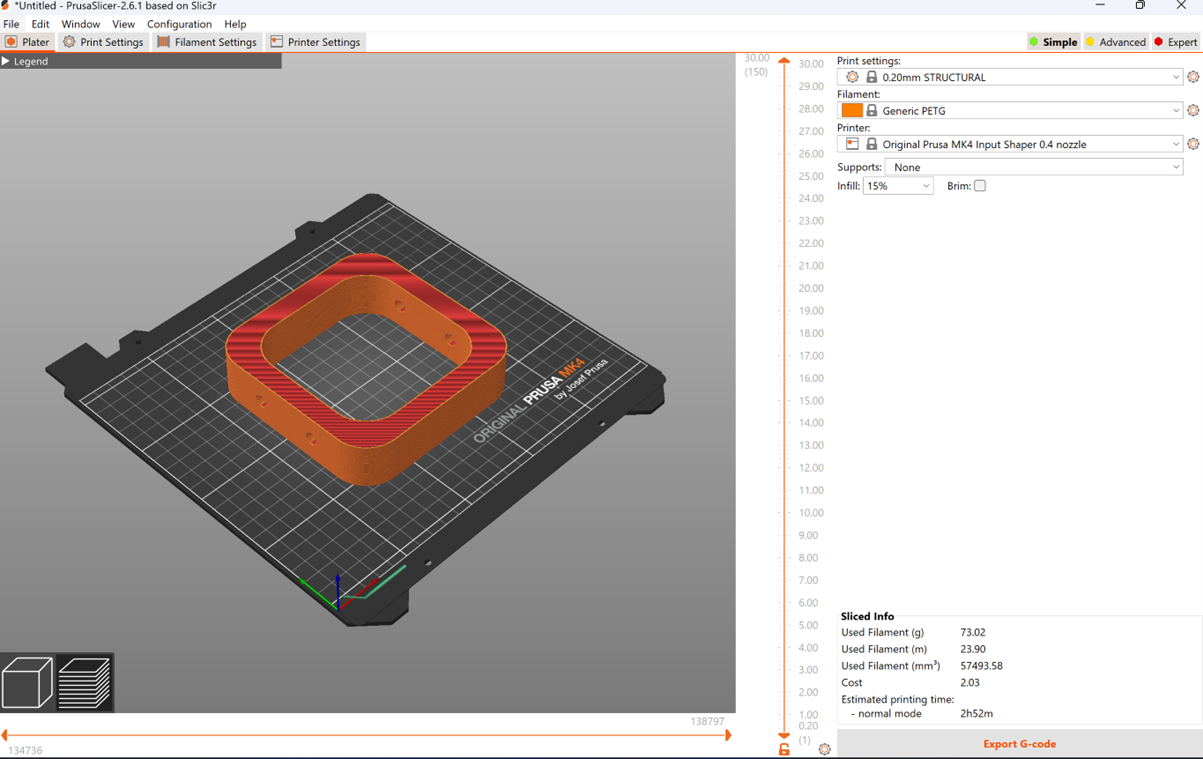 *Untitled - PrusaSlicer-2.6.1 based on Slic3r
File Edit Window View Configuration Help
Plater Print Settings Filament Settings Printer Settings Simple Advanced Expert
Legend
30.00
(150)
30.00
29.00
28.00
27.00
26.00
25.00
24.00
23.00
22.00
21.00
20.00
19.00
18.00
17.00
16.00
15.00
14.00
13.00
12.00
11.00
10.00
9.00
8.00
7.00
6.00
5.00
4.00
3.00
2.00
1.00
0.20
(1)
ORIGINAL PRUSA MK4
by Josef Prusa
138797
134736
Print settings:
0.20mm STRUCTURAL
Filament:
Generic PETG
Printer:
Original Prusa MK4 Input Shaper 0.4 nozzle
Supports: None
Infill: 15% Brim:
Sliced Info
Used Filament (g) 73.02
Used Filament (m) 23.90
Used Filament (mm³) 57493.58
Cost 2.03
Estimated printing time:
- normal mode 2h52m
Export G-code